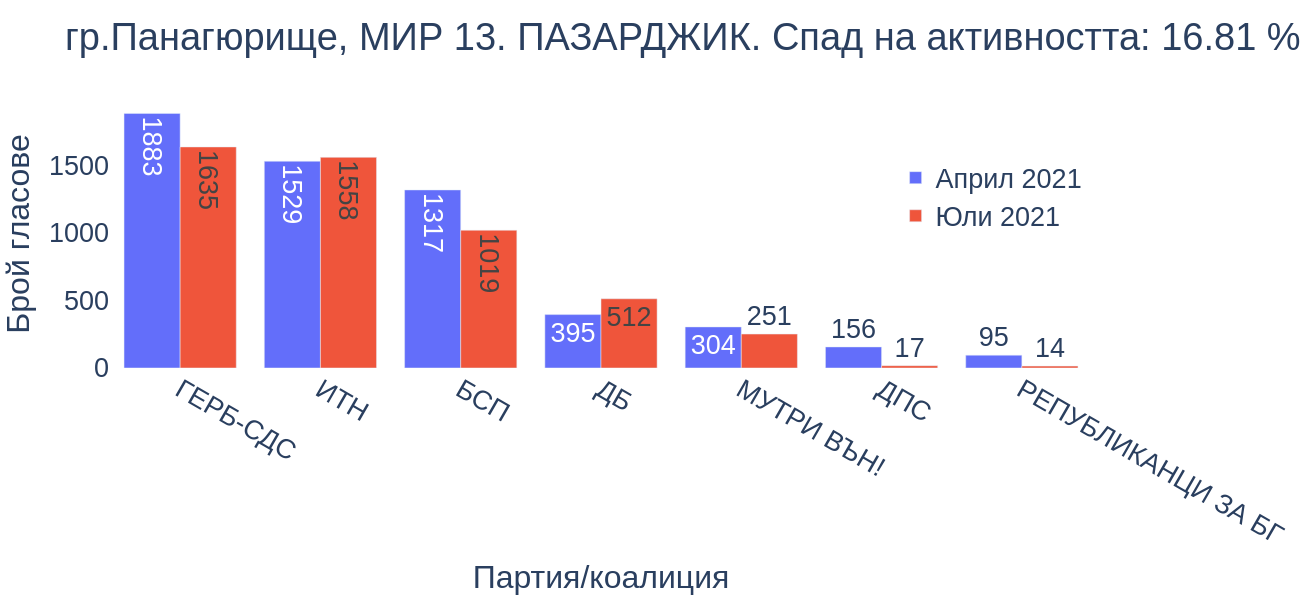 гр.Панагюрище, МИР 13. ПАЗАРДЖИК. Спад на активността: 16.81 %
Брой гласове
1500
1000
500
0
1883
1635
1529
1558
1317
1019
395
512
304
251
156
17
95
14
Април 2021
Юли 2021
ГЕРБ-СДС
ИТН
БСП
ДБ
МУТРИ ВЪН!
ДПС
РЕПУБЛИКАНЦИ ЗА БГ
Партия/коалиция